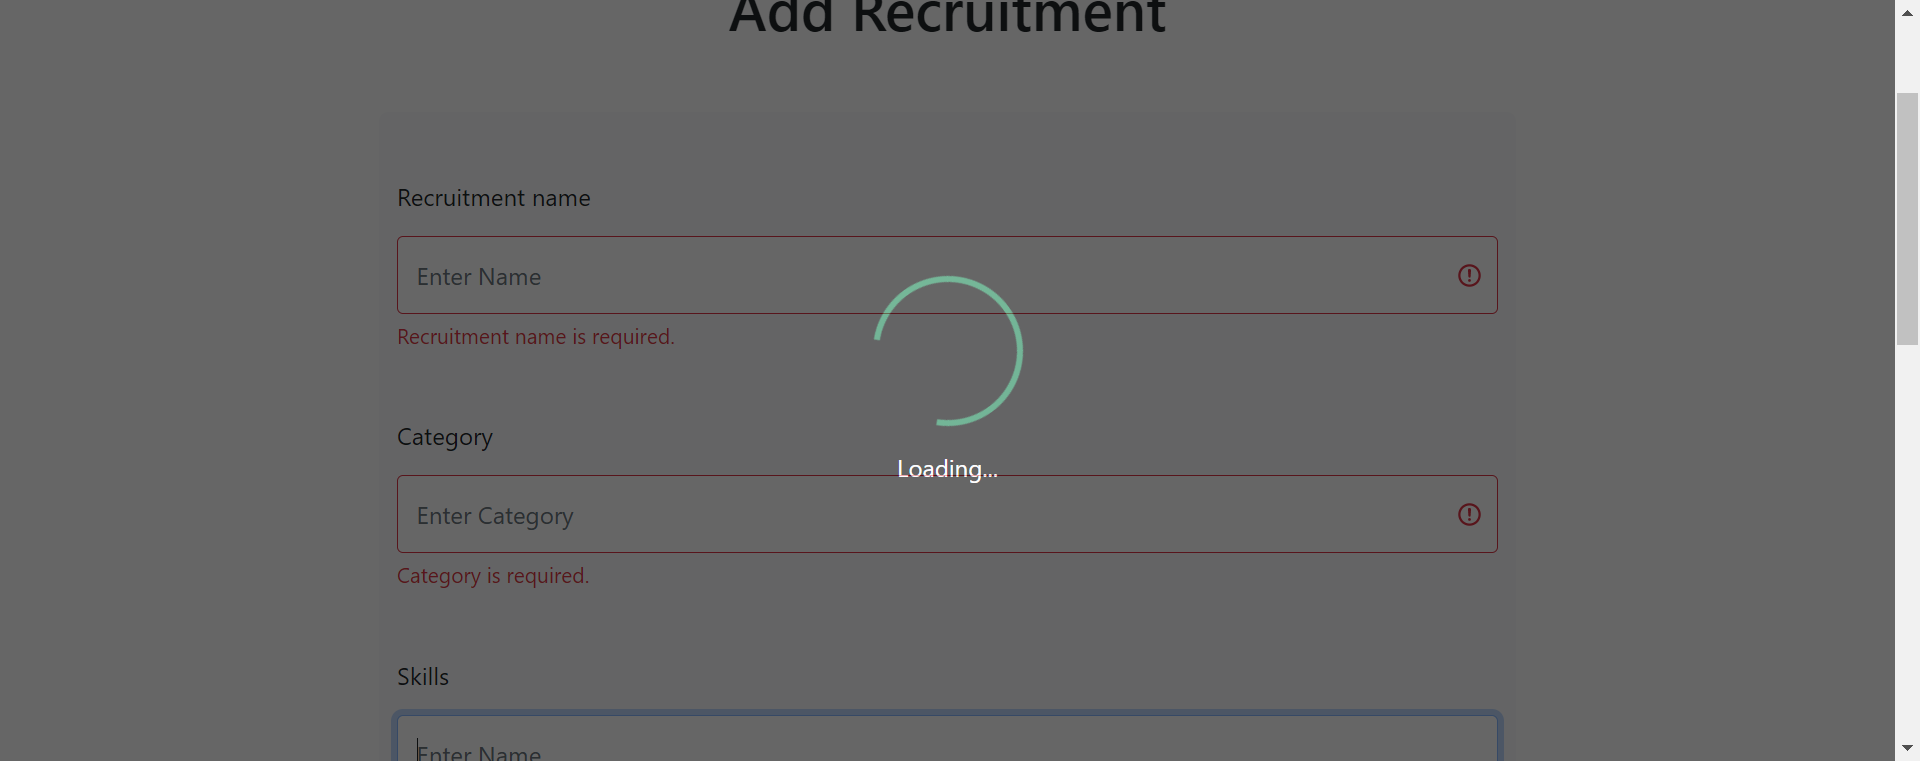 Add Recruitment
Recruitment name
Enter Name
Recruitment name is required.
Loading...
Category
Enter Category
Category is required.
Skills
Enter Name